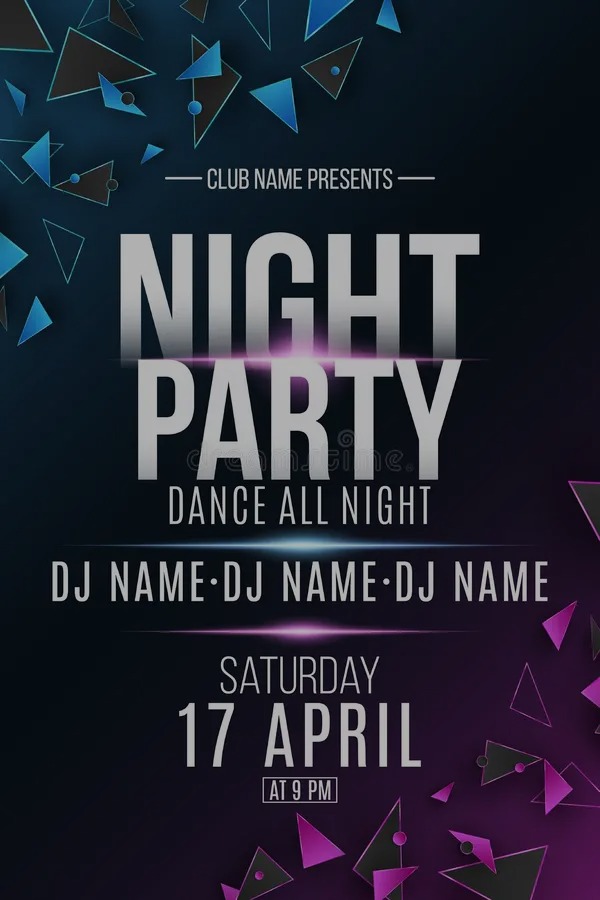 CLUB NAME PRESENTS
NIGHT
PARTY
dreamstime.
DANCE ALL NIGHT
DJ NAME·DJ NAME·DJ NAME
SATURDAY
17 APRIL
AT 9 PM